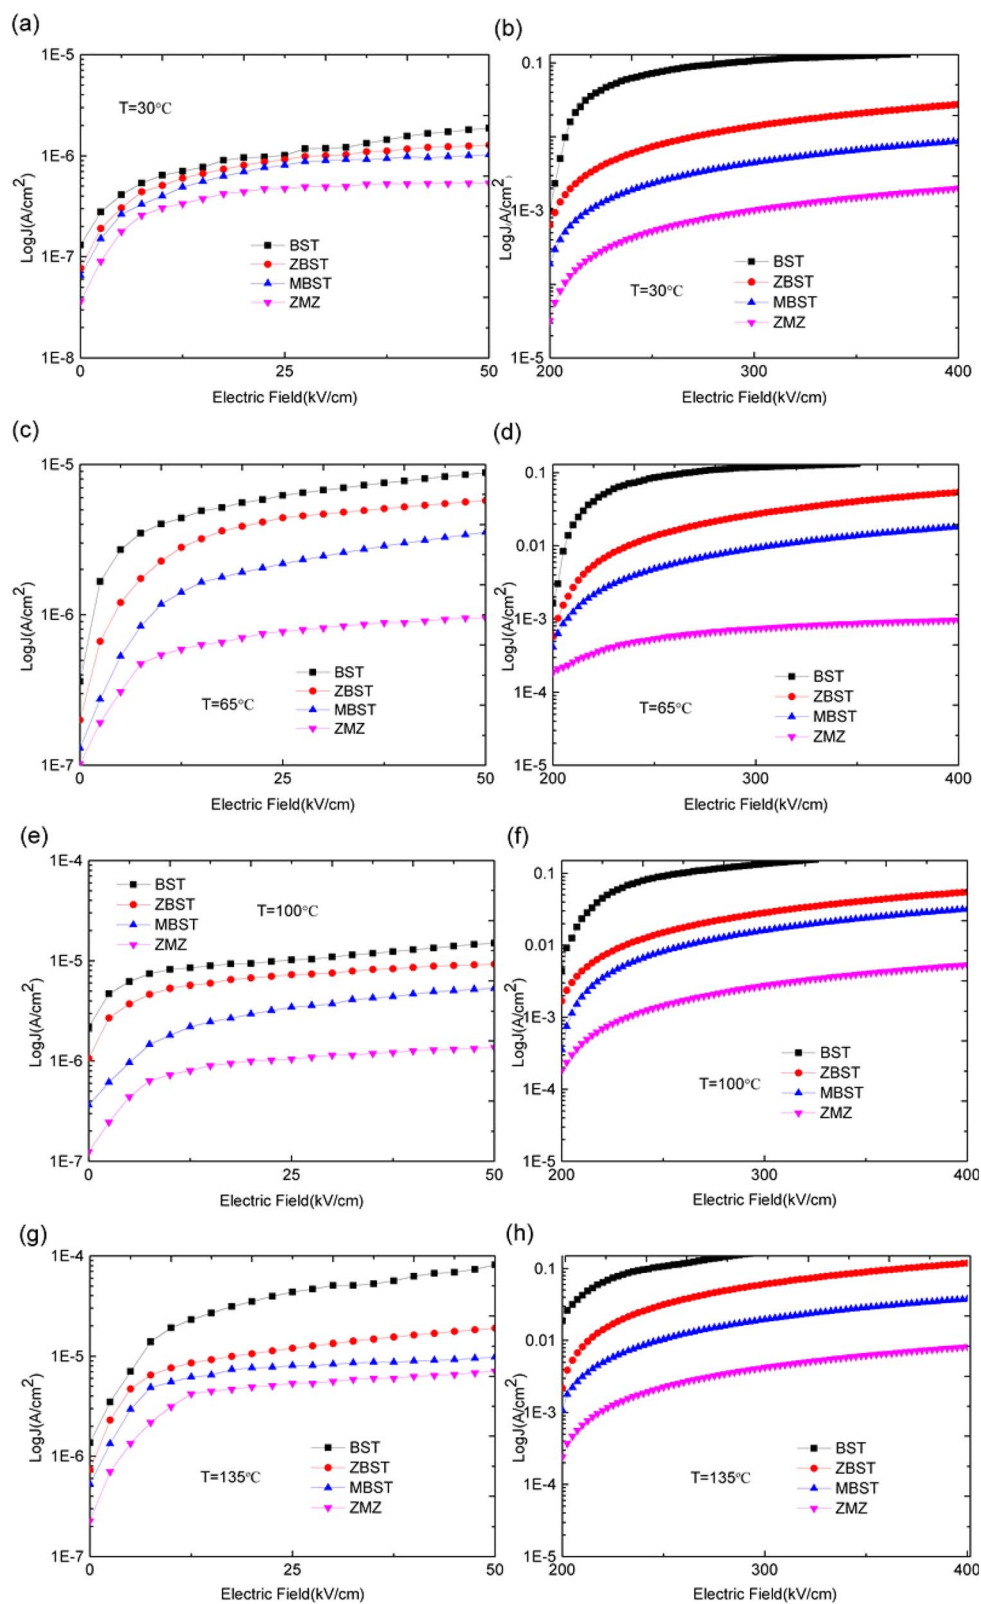 (a)
1E-5
T=30°C
1E-6
1E-7
1E-8
LogJ(A/cm²)
BST
ZBST
MBST
ZMZ
0
25
50
Electric Field(kV/cm)
(b)
0.1
1E-3
1E-5
LogJ(A/cm²)
BST
ZBST
MBST
ZMZ
T=30°C
200
300
400
Electric Field(kV/cm)
(c)
1E-5
1E-6
1E-7
LogJ(A/cm²)
BST
ZBST
MBST
ZMZ
T=65°C
0
25
50
Electric Field(kV/cm)
(d)
0.1
0.01
1E-3
1E-4
1E-5
LogJ(A/cm²)
BST
ZBST
MBST
ZMZ
T=65°C
200
300
400
Electric Field(kV/cm)
(e)
1E-4
1E-5
1E-6
1E-7
LogJ(A/cm²)
BST
ZBST
MBST
ZMZ
T=100°C
0
25
50
Electric Field(kV/cm)
(f)
0.1
0.01
1E-3
1E-4
1E-5
LogJ(A/cm²)
BST
ZBST
MBST
ZMZ
T=100°C
200
300
400
Electric Field(kV/cm)
(g)
1E-4
1E-5
1E-6
1E-7
LogJ(A/cm²)
BST
ZBST
MBST
ZMZ
T=135°C
0
25
50
Electric Field(kV/cm)
(h)
0.1
0.01
1E-3
1E-4
1E-5
LogJ(A/cm²)
BST
ZBST
MBST
ZMZ
T=135°C
200
300
400
Electric Field(kV/cm)